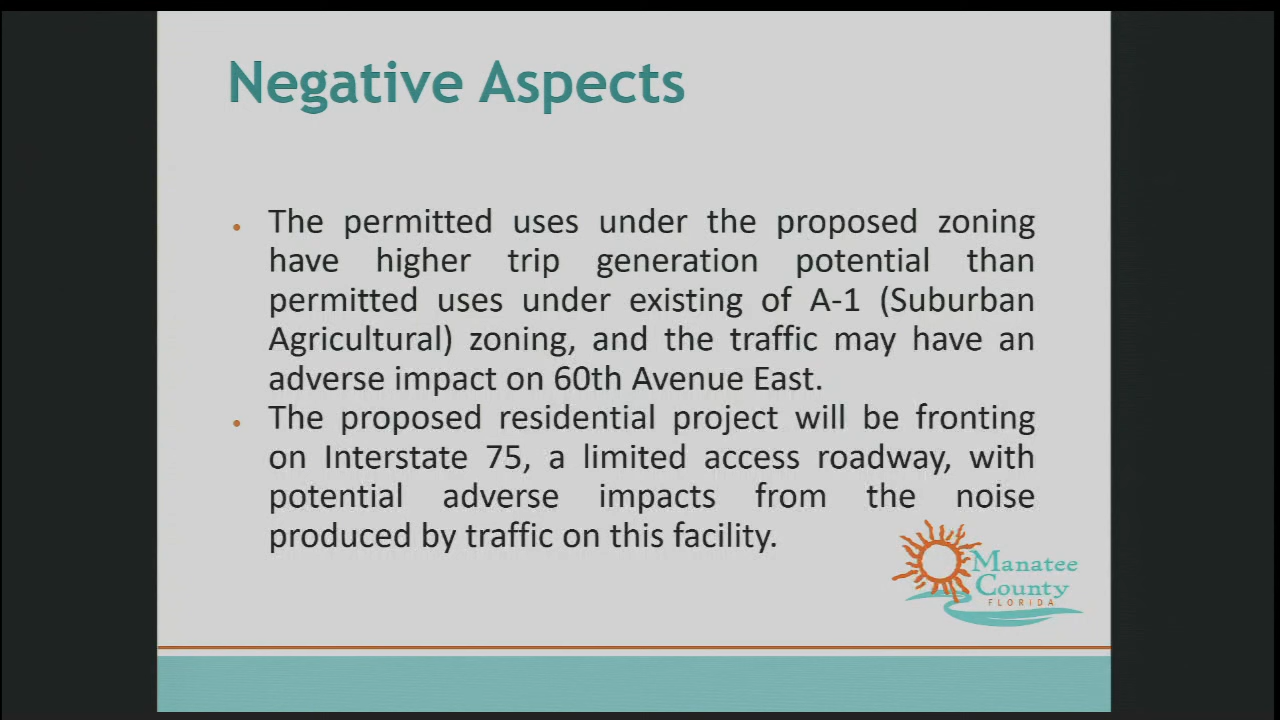 Negative Aspects
• The permitted uses under the proposed zoning
have higher trip generation potential than
permitted uses under existing of A-1 (Suburban
Agricultural) zoning, and the traffic may have an
adverse impact on 60th Avenue East.
• The proposed residential project will be fronting
on Interstate 75, a limited access roadway, with
potential adverse impacts from the noise
produced by traffic on this facility.
Manatee
County
FLORIDA